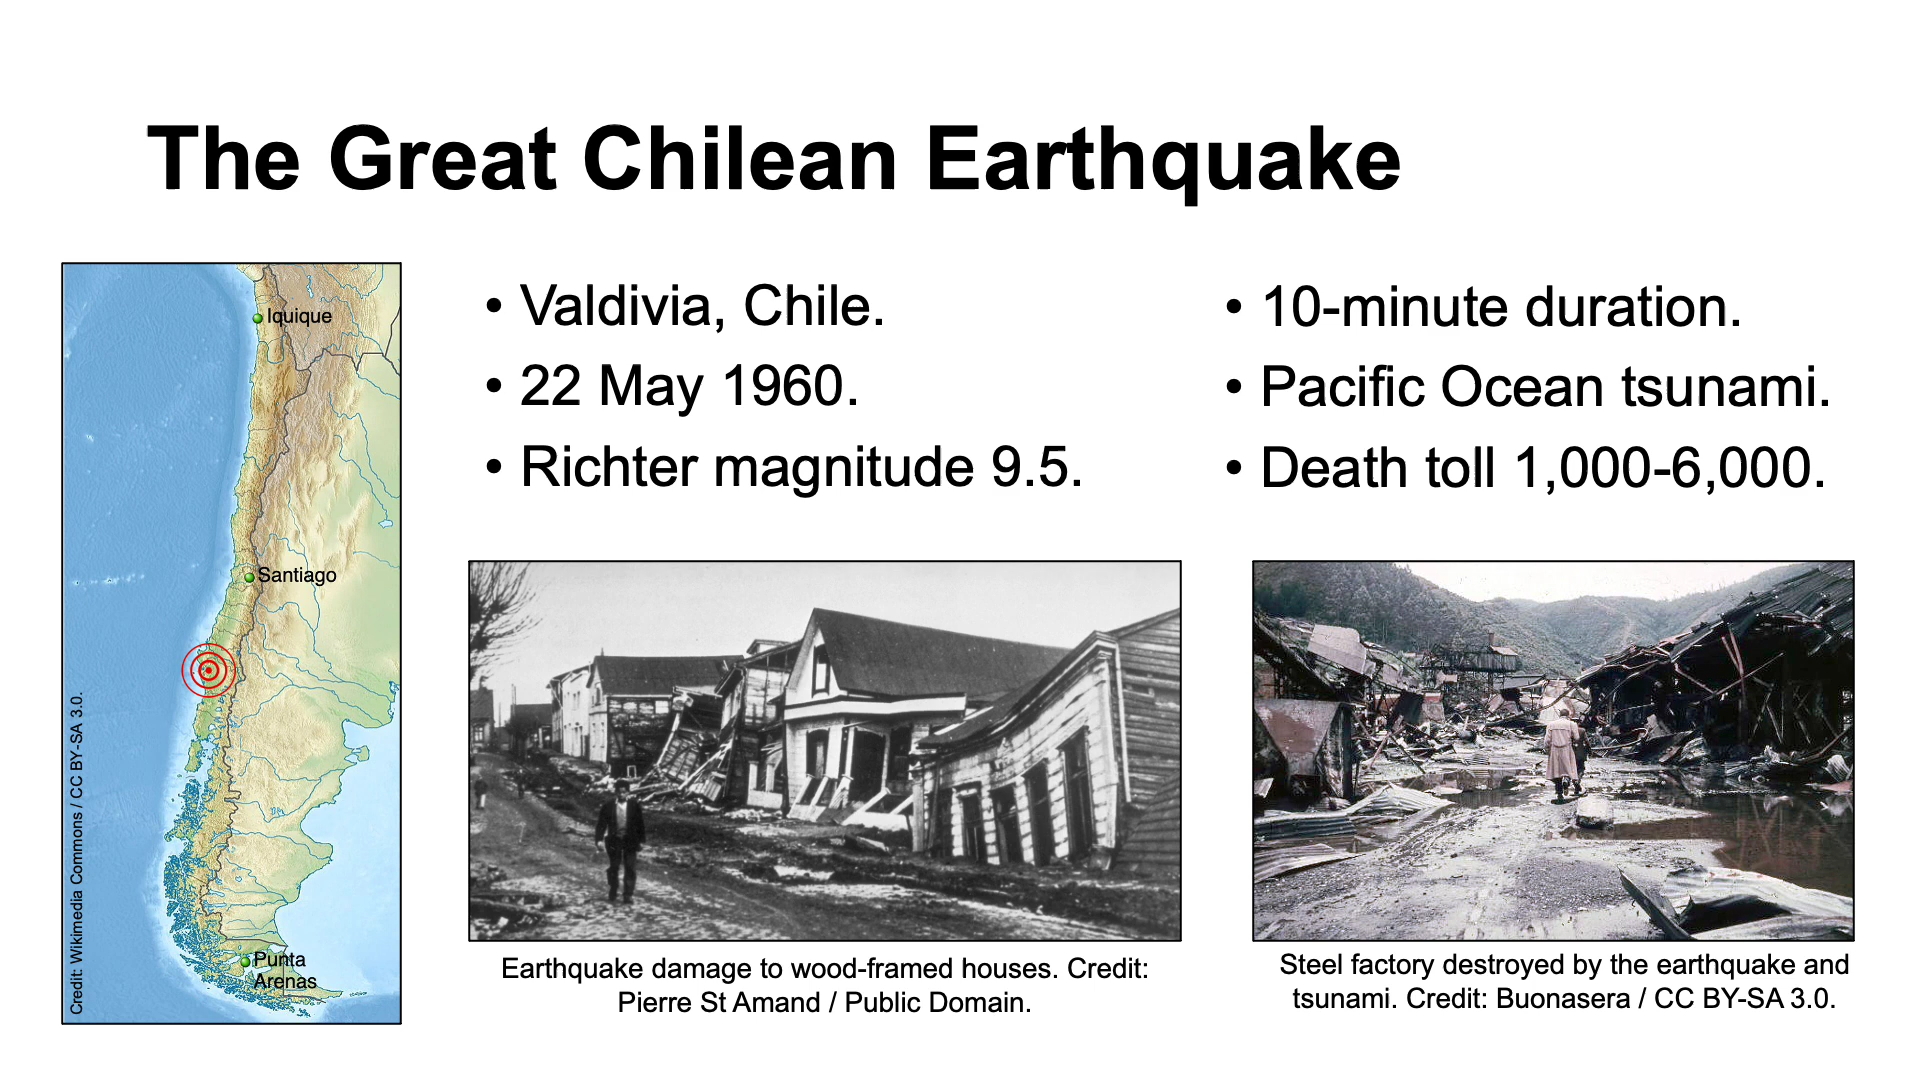 The Great Chilean Earthquake
Iquique
Santiago
Punta
Arenas
Credit: Wikimedia Commons / CC BY-SA 3.0.
• Valdivia, Chile.
• 22 May 1960.
• Richter magnitude 9.5.
• 10-minute duration.
• Pacific Ocean tsunami.
• Death toll 1,000-6,000.
Earthquake damage to wood-framed houses. Credit:
Pierre St Amand / Public Domain.
Steel factory destroyed by the earthquake and
tsunami. Credit: Buonasera / CC BY-SA 3.0.